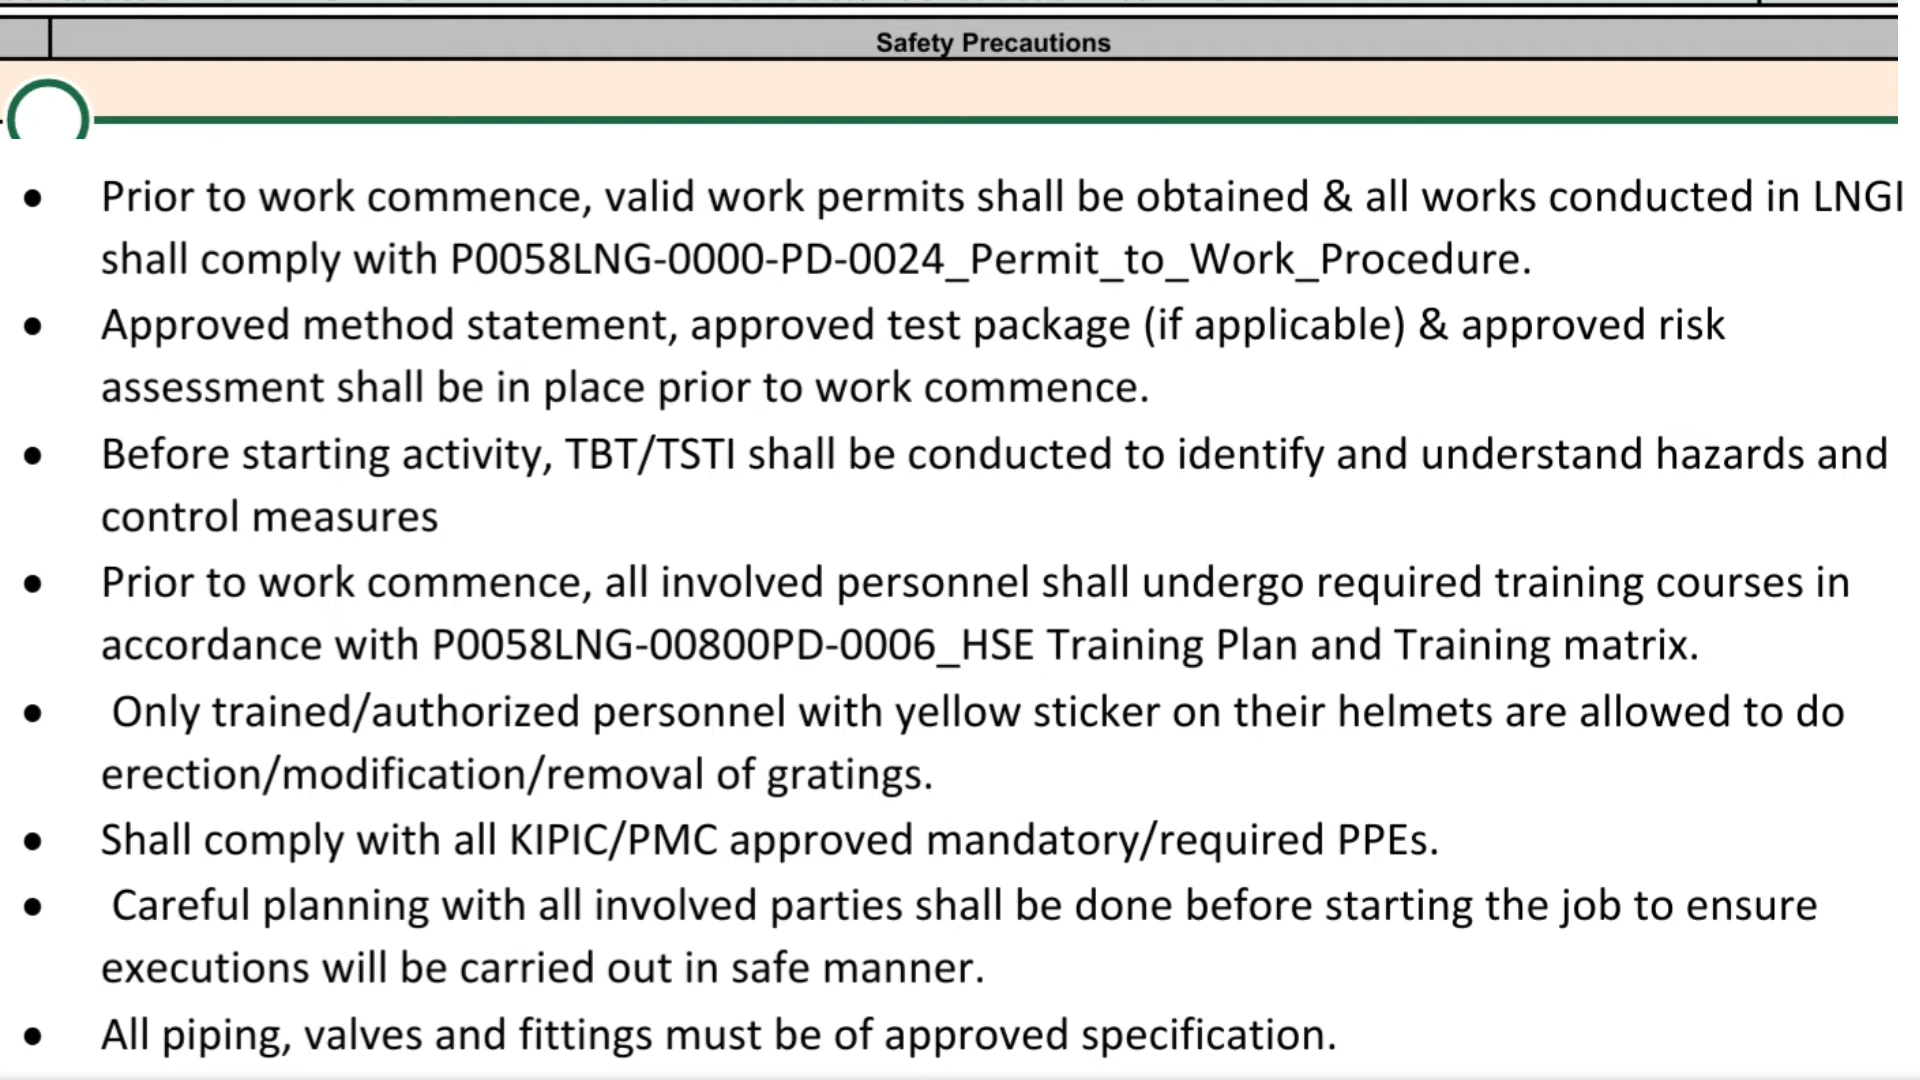 Safety Precautions
• Prior to work commence, valid work permits shall be obtained & all works conducted in LNGI
shall comply with P0058LNG-0000-PD-0024_Permit_to_Work_Procedure.
• Approved method statement, approved test package (if applicable) & approved risk
assessment shall be in place prior to work commence.
• Before starting activity, TBT/TSTI shall be conducted to identify and understand hazards and
control measures
• Prior to work commence, all involved personnel shall undergo required training courses in
accordance with P0058LNG-00800PD-0006_HSE Training Plan and Training matrix.
• Only trained/authorized personnel with yellow sticker on their helmets are allowed to do
erection/modification/removal of gratings.
• Shall comply with all KIPIC/PMC approved mandatory/required PPEs.
• Careful planning with all involved parties shall be done before starting the job to ensure
executions will be carried out in safe manner.
• All piping, valves and fittings must be of approved specification.